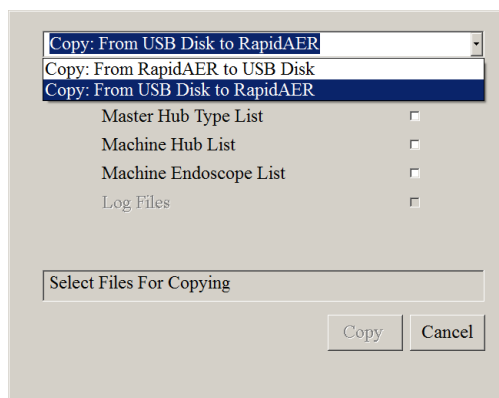 Copy: From USB Disk to RapidAER
Copy: From RapidAER to USB Disk
Copy: From USB Disk to RapidAER
Master Hub Type List
Machine Hub List
Machine Endoscope List
Log Files
Select Files For Copying
Copy Cancel